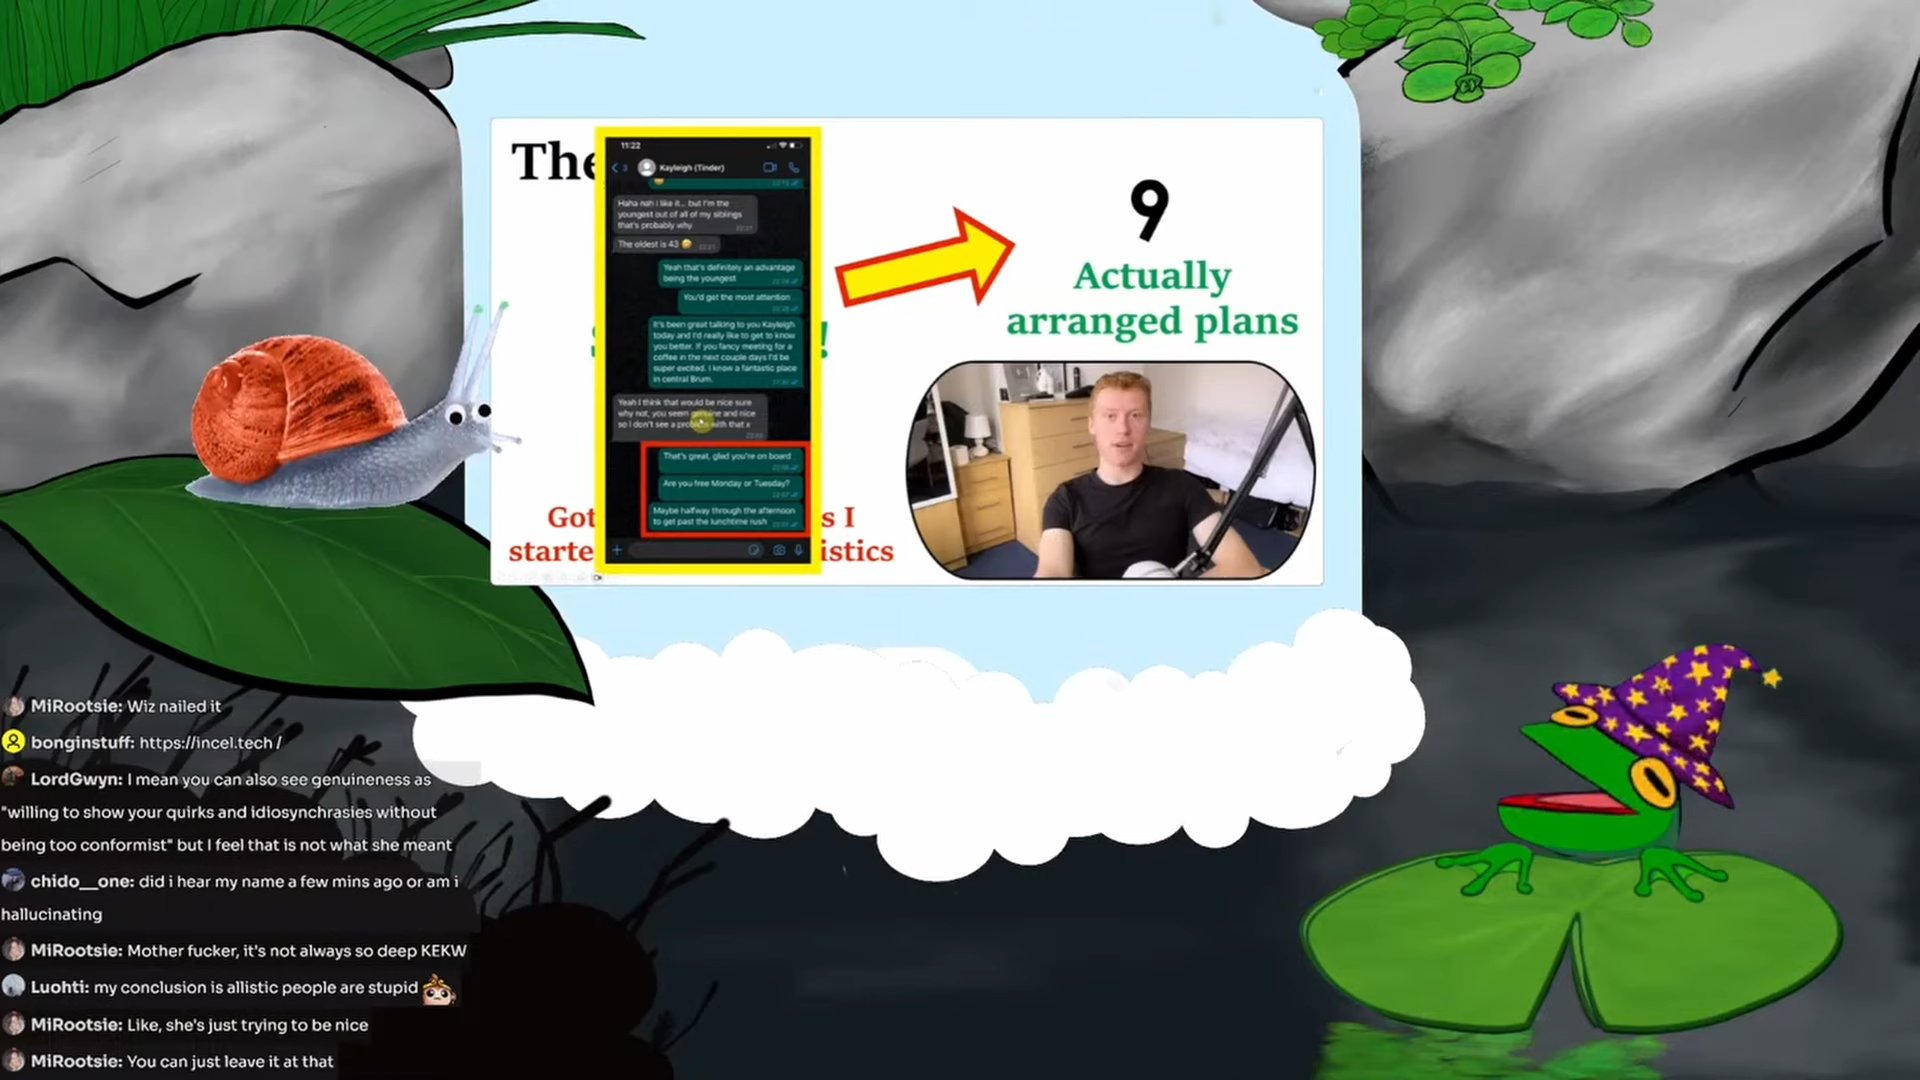 The
11:22
3
Kayleigh (Tinder)
Haha nah i like it... but I'm the
youngest out of all of my siblings
that's probably why
The oldest is 43
Yeah that's definitely an advantage
being the youngest
You'd get the most attention
It's been great talking to you Kayleigh
today and I'd really like to get to know
you better. If you fancy meeting for a
coffee in the next couple days I'd be
super excited. I know a fantastic place
in central Brum.
Yeah I think that would be nice sure
why not, you seem genuine and nice
so I don't see a problem with that x
That's great, glad you're on board
Are you free Monday or Tuesday?
Maybe halfway through the afternoon
to get past the lunchtime rush
!
Got s I
starte istics
9
Actually
arranged plans
MiRootsie: Wiz nailed it
bonginstuff: https://incel.tech /
LordGwyn: I mean you can also see genuineness as
"willing to show your quirks and idiosynchrasies without
being too conformist" but I feel that is not what she meant
chido__one: did i hear my name a few mins ago or am i
hallucinating
MiRootsie: Mother fucker, it's not always so deep KEKW
Luohti: my conclusion is allistic people are stupid
MiRootsie: Like, she's just trying to be nice
MiRootsie: You can just leave it at that